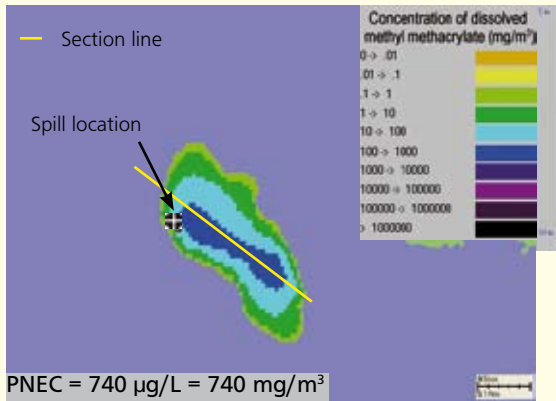 Section line
Spill location
Concentration of dissolved
methyl methacrylate (mg/m³)
0 -> .01
.01 -> .1
.1 -> 1
1 -> 10
10 -> 100
100 -> 1000
1000 -> 10000
10000 -> 100000
100000 -> 1000000
> 1000000
PNEC = 740 µg/L = 740 mg/m³